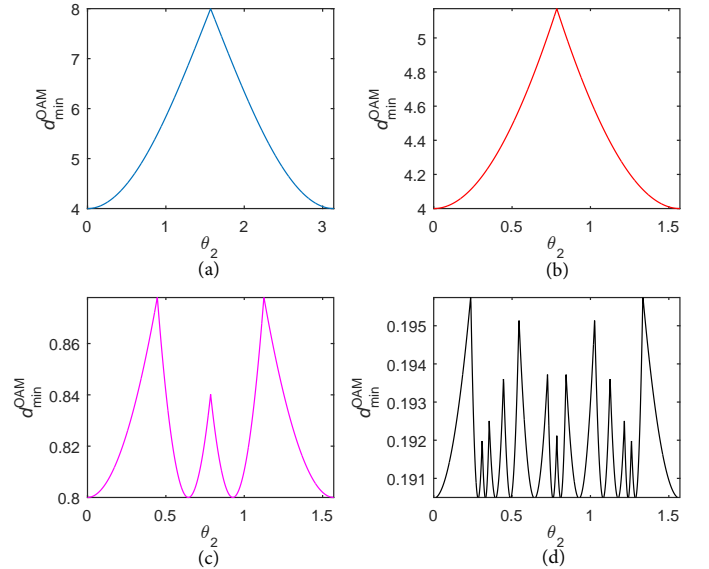 8
7
6
5
4
0 1 2 3
d_min^OAM
θ_2
(a)
5
4.8
4.6
4.4
4.2
4
0 0.5 1 1.5
d_min^OAM
θ_2
(b)
0.86
0.84
0.82
0.8
0 0.5 1 1.5
d_min^OAM
θ_2
(c)
0.195
0.194
0.193
0.192
0.191
0 0.5 1 1.5
d_min^OAM
θ_2
(d)